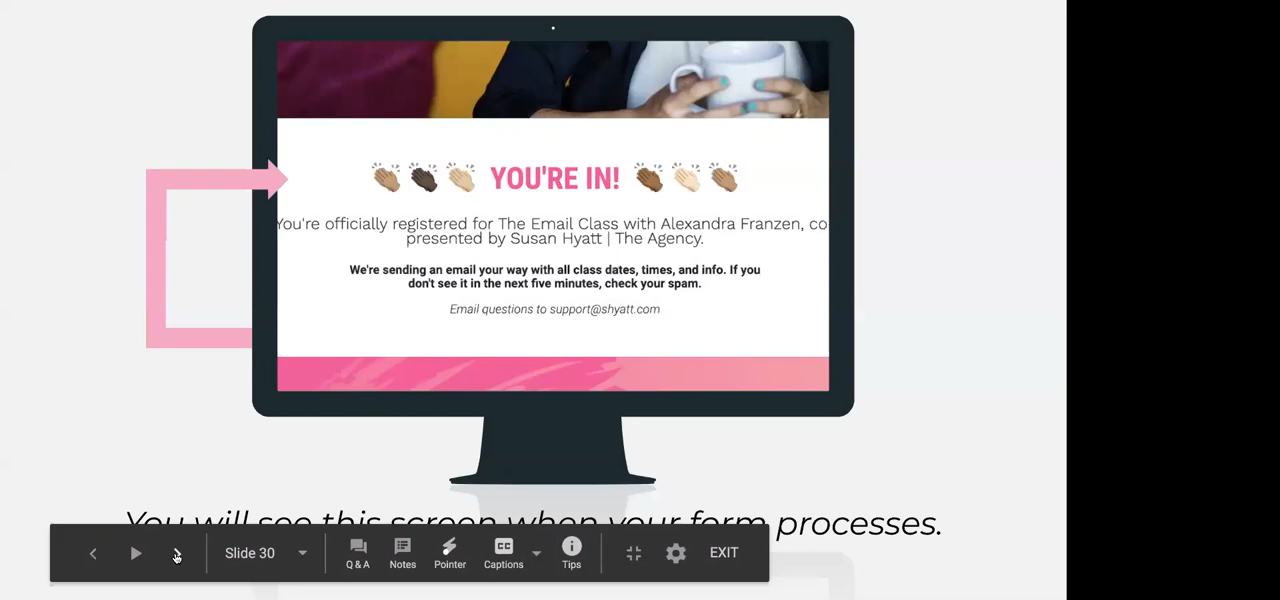 YOU'RE IN!
You're officially registered for The Email Class with Alexandra Franzen, co
presented by Susan Hyatt | The Agency.
We're sending an email your way with all class dates, times, and info. If you
don't see it in the next five minutes, check your spam.
Email questions to support@shyatt.com
You will see this screen when your form processes.
Slide 30
Q & A
Notes
Pointer
CC
Captions
Tips
EXIT